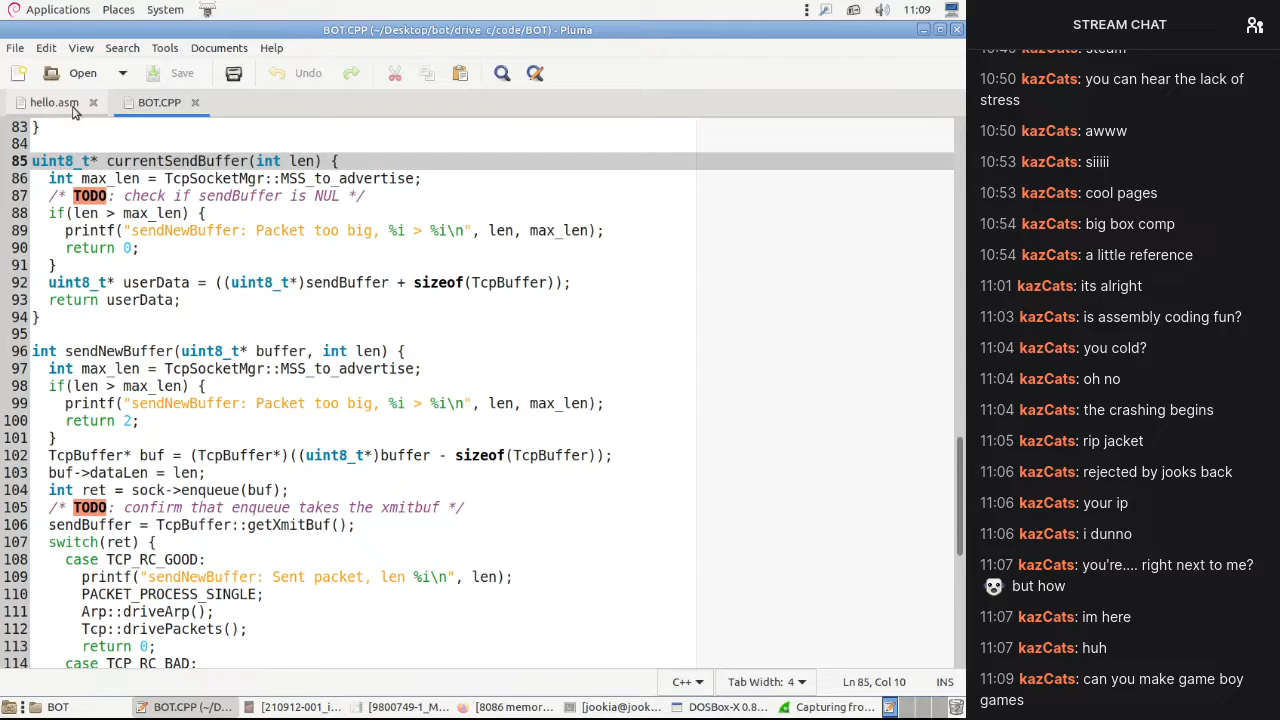 Applications Places System 11:09
BOT.CPP (~/Desktop/bot/drive_c/code/BOT) - Pluma
File Edit View Search Tools Documents Help
Open Save Undo
hello.asm BOT.CPP
83 }
84
85 uint8_t* currentSendBuffer(int len) {
86 int max_len = TcpSocketMgr::MSS_to_advertise;
87 /* TODO: check if sendBuffer is NUL */
88 if(len > max_len) {
89 printf("sendNewBuffer: Packet too big, %i > %i\n", len, max_len);
90 return 0;
91 }
92 uint8_t* userData = ((uint8_t*)sendBuffer + sizeof(TcpBuffer));
93 return userData;
94 }
95
96 int sendNewBuffer(uint8_t* buffer, int len) {
97 int max_len = TcpSocketMgr::MSS_to_advertise;
98 if(len > max_len) {
99 printf("sendNewBuffer: Packet too big, %i > %i\n", len, max_len);
100 return 2;
101 }
102 TcpBuffer* buf = (TcpBuffer*)((uint8_t*)buffer - sizeof(TcpBuffer));
103 buf->dataLen = len;
104 int ret = sock->enqueue(buf);
105 /* TODO: confirm that enqueue takes the xmitbuf */
106 sendBuffer = TcpBuffer::getXmitBuf();
107 switch(ret) {
108 case TCP_RC_GOOD:
109 printf("sendNewBuffer: Sent packet, len %i\n", len);
110 PACKET_PROCESS_SINGLE;
111 Arp::driveArp();
112 Tcp::drivePackets();
113 return 0;
114 case TCP_RC_BAD:
C++ Tab Width: 4 Ln 85, Col 10 INS
BOT BOT.CPP (~/D... [210312-001_i... [9800749-1_M... [8086 memor... [jookia@jook... DOSBox-X 0.8... Capturing fro...
STREAM CHAT
steam
10:50 kazCats: you can hear the lack of
stress
10:50 kazCats: awww
10:53 kazCats: siiiii
10:53 kazCats: cool pages
10:54 kazCats: big box comp
10:54 kazCats: a little reference
11:01 kazCats: its alright
11:03 kazCats: is assembly coding fun?
11:04 kazCats: you cold?
11:04 kazCats: oh no
11:04 kazCats: the crashing begins
11:05 kazCats: rip jacket
11:06 kazCats: rejected by jooks back
11:06 kazCats: your ip
11:06 kazCats: i dunno
11:07 kazCats: you're.... right next to me?
but how
11:07 kazCats: im here
11:07 kazCats: huh
11:09 kazCats: can you make game boy
games